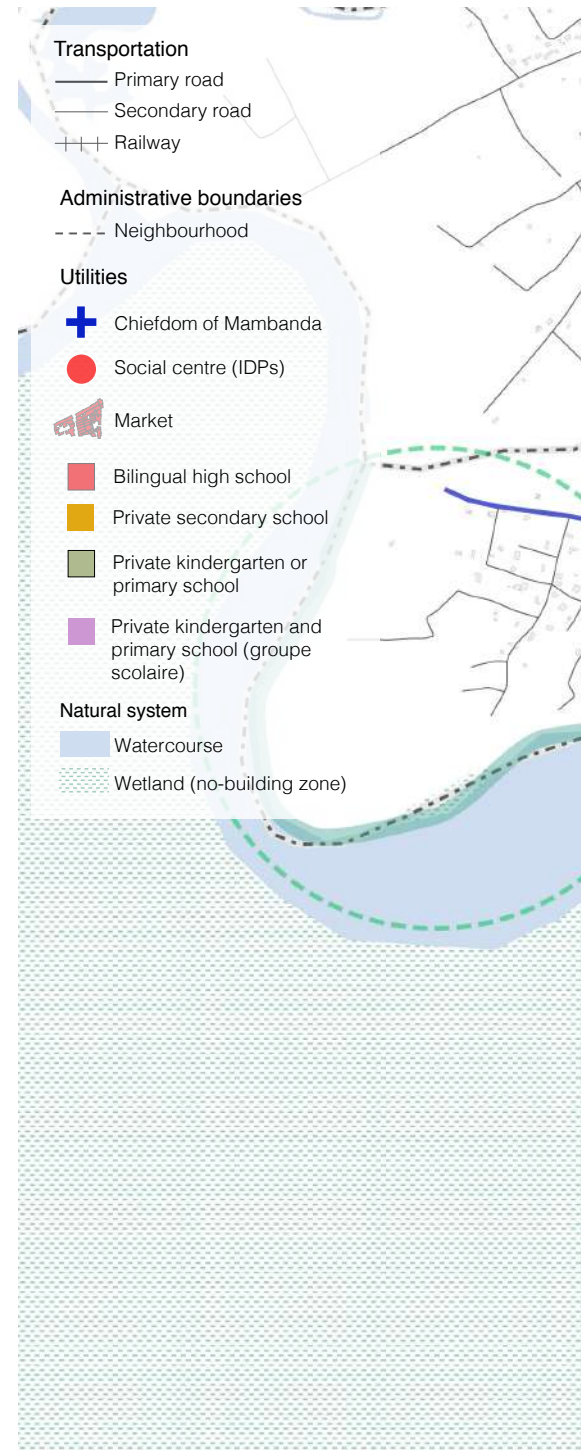 Transportation
Primary road
Secondary road
Railway
Administrative boundaries
Neighbourhood
Utilities
Chiefdom of Mambanda
Social centre (IDPs)
Market
Bilingual high school
Private secondary school
Private kindergarten or
primary school
Private kindergarten and
primary school (groupe
scolaire)
Natural system
Watercourse
Wetland (no-building zone)